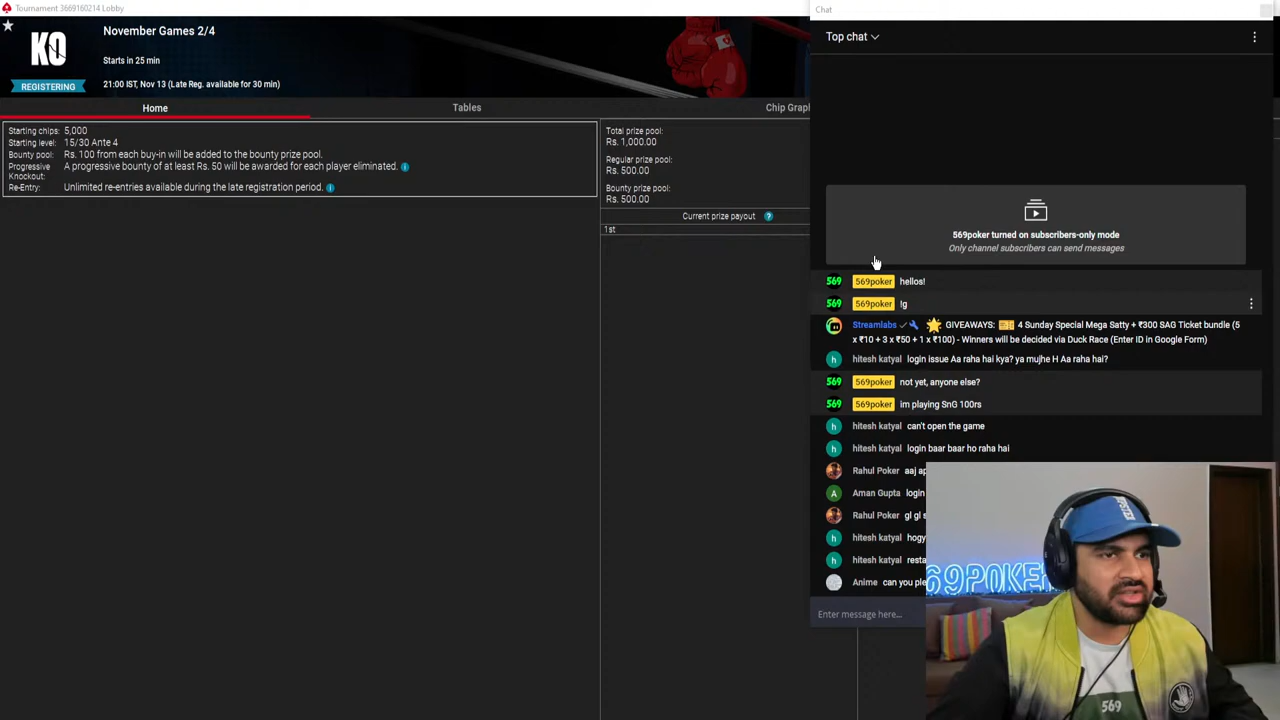 Tournament 3669160214 Lobby
KO
REGISTERING
November Games 2/4
Starts in 25 min
21:00 IST, Nov 13 (Late Reg. available for 30 min)
Home
Tables
Chip Grap
Starting chips: 5,000
Starting level: 15/30 Ante 4
Bounty pool: Rs. 100 from each buy-in will be added to the bounty prize pool.
Progressive Knockout: A progressive bounty of at least Rs. 50 will be awarded for each player eliminated.
Re-Entry: Unlimited re-entries available during the late registration period.
Total prize pool:
Rs. 1,000.00
Regular prize pool:
Rs. 500.00
Bounty prize pool:
Rs. 500.00
Current prize payout ?
1st
Chat
Top chat
569poker turned on subscribers-only mode
Only channel subscribers can send messages
569 569poker hellos!
569 569poker !g
Streamlabs GIVEAWAYS: 4 Sunday Special Mega Satty + ₹300 SAG Ticket bundle (5
x ₹10 + 3 x ₹50 + 1 x ₹100) - Winners will be decided via Duck Race (Enter ID in Google Form)
h hitesh katyal login issue Aa raha hai kya? ya mujhe H Aa raha hai?
569 569poker not yet, anyone else?
569 569poker im playing SnG 100rs
h hitesh katyal can't open the game
h hitesh katyal login baar baar ho raha hai
Rahul Poker aaj
A Aman Gupta login
Rahul Poker gl gl
h hitesh katyal hogy
h hitesh katyal resta
Anime can you ple
Enter message here...
69POKE
569